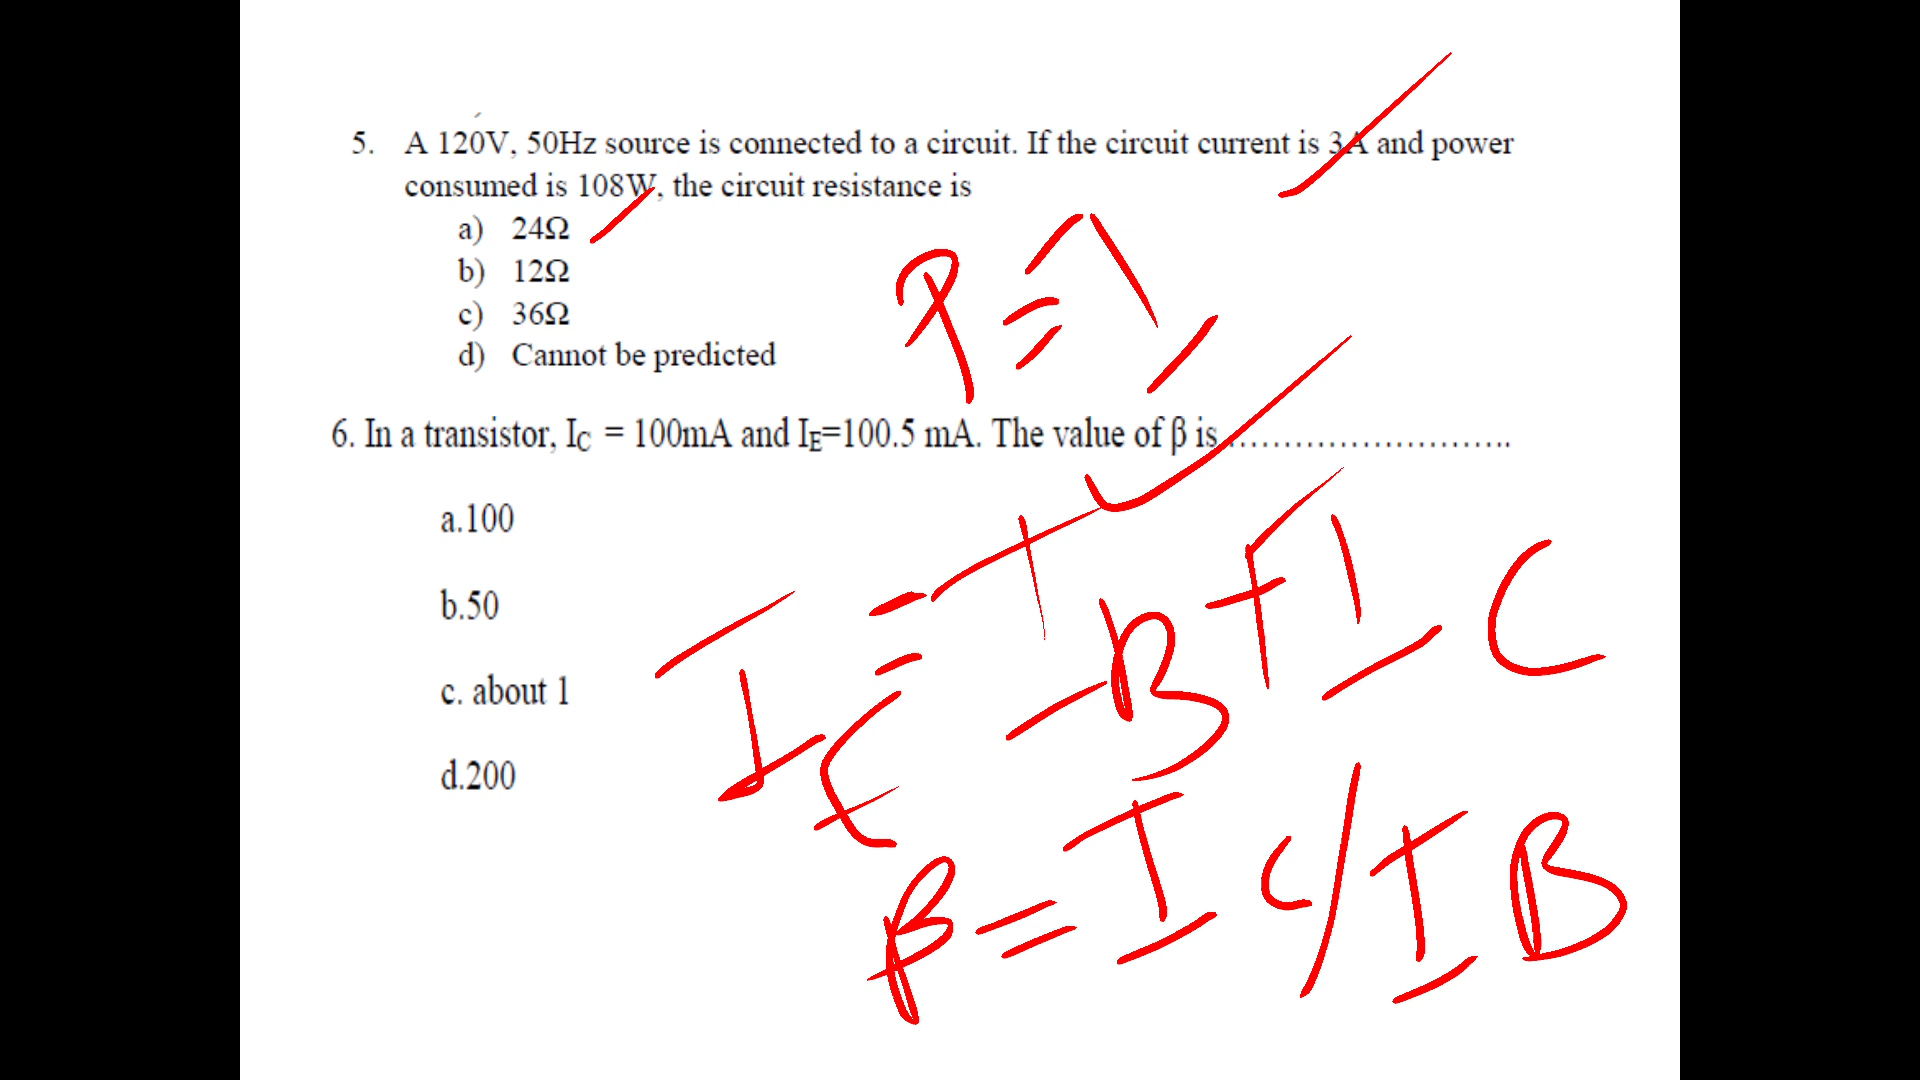 5. A 120V, 50Hz source is connected to a circuit. If the circuit current is 3A and power
consumed is 108W, the circuit resistance is
a) 24Ω
b) 12Ω
c) 36Ω
d) Cannot be predicted
P =
6. In a transistor, IC = 100mA and IE=100.5 mA. The value of β is..............................
a.100
b.50
c. about 1
d.200
IE = IB + IC
β = IC/IB